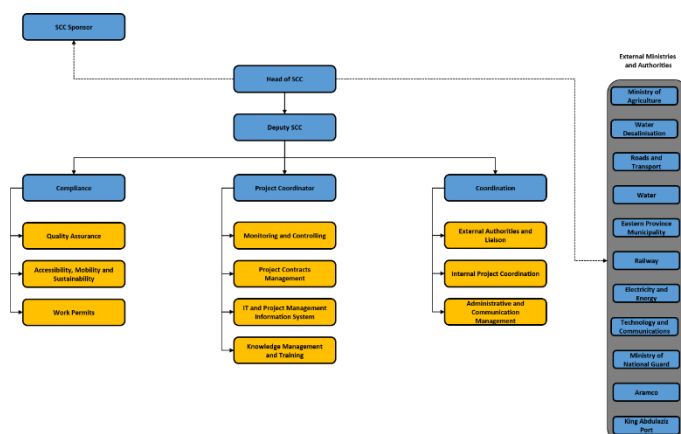 SCC Sponsor
External Ministries
and Authorities
Head of SCC
Ministry of
Agriculture
Deputy SCC
Water
Desalinisation
Roads and
Transport
Compliance
Project Coordinator
Coordination
Water
Quality Assurance
Monitoring and Controlling
External Authorities and
Liaison
Eastern Province
Municipality
Accessibility, Mobility and
Sustainability
Project Contracts
Management
Internal Project Coordination
Railway
Work Permits
IT and Project Management
Information System
Administrative and
Communication
Management
Electricity and
Energy
Knowledge Management
and Training
Technology and
Communications
Ministry of
National Guard
Aramco
King Abdulaziz
Port